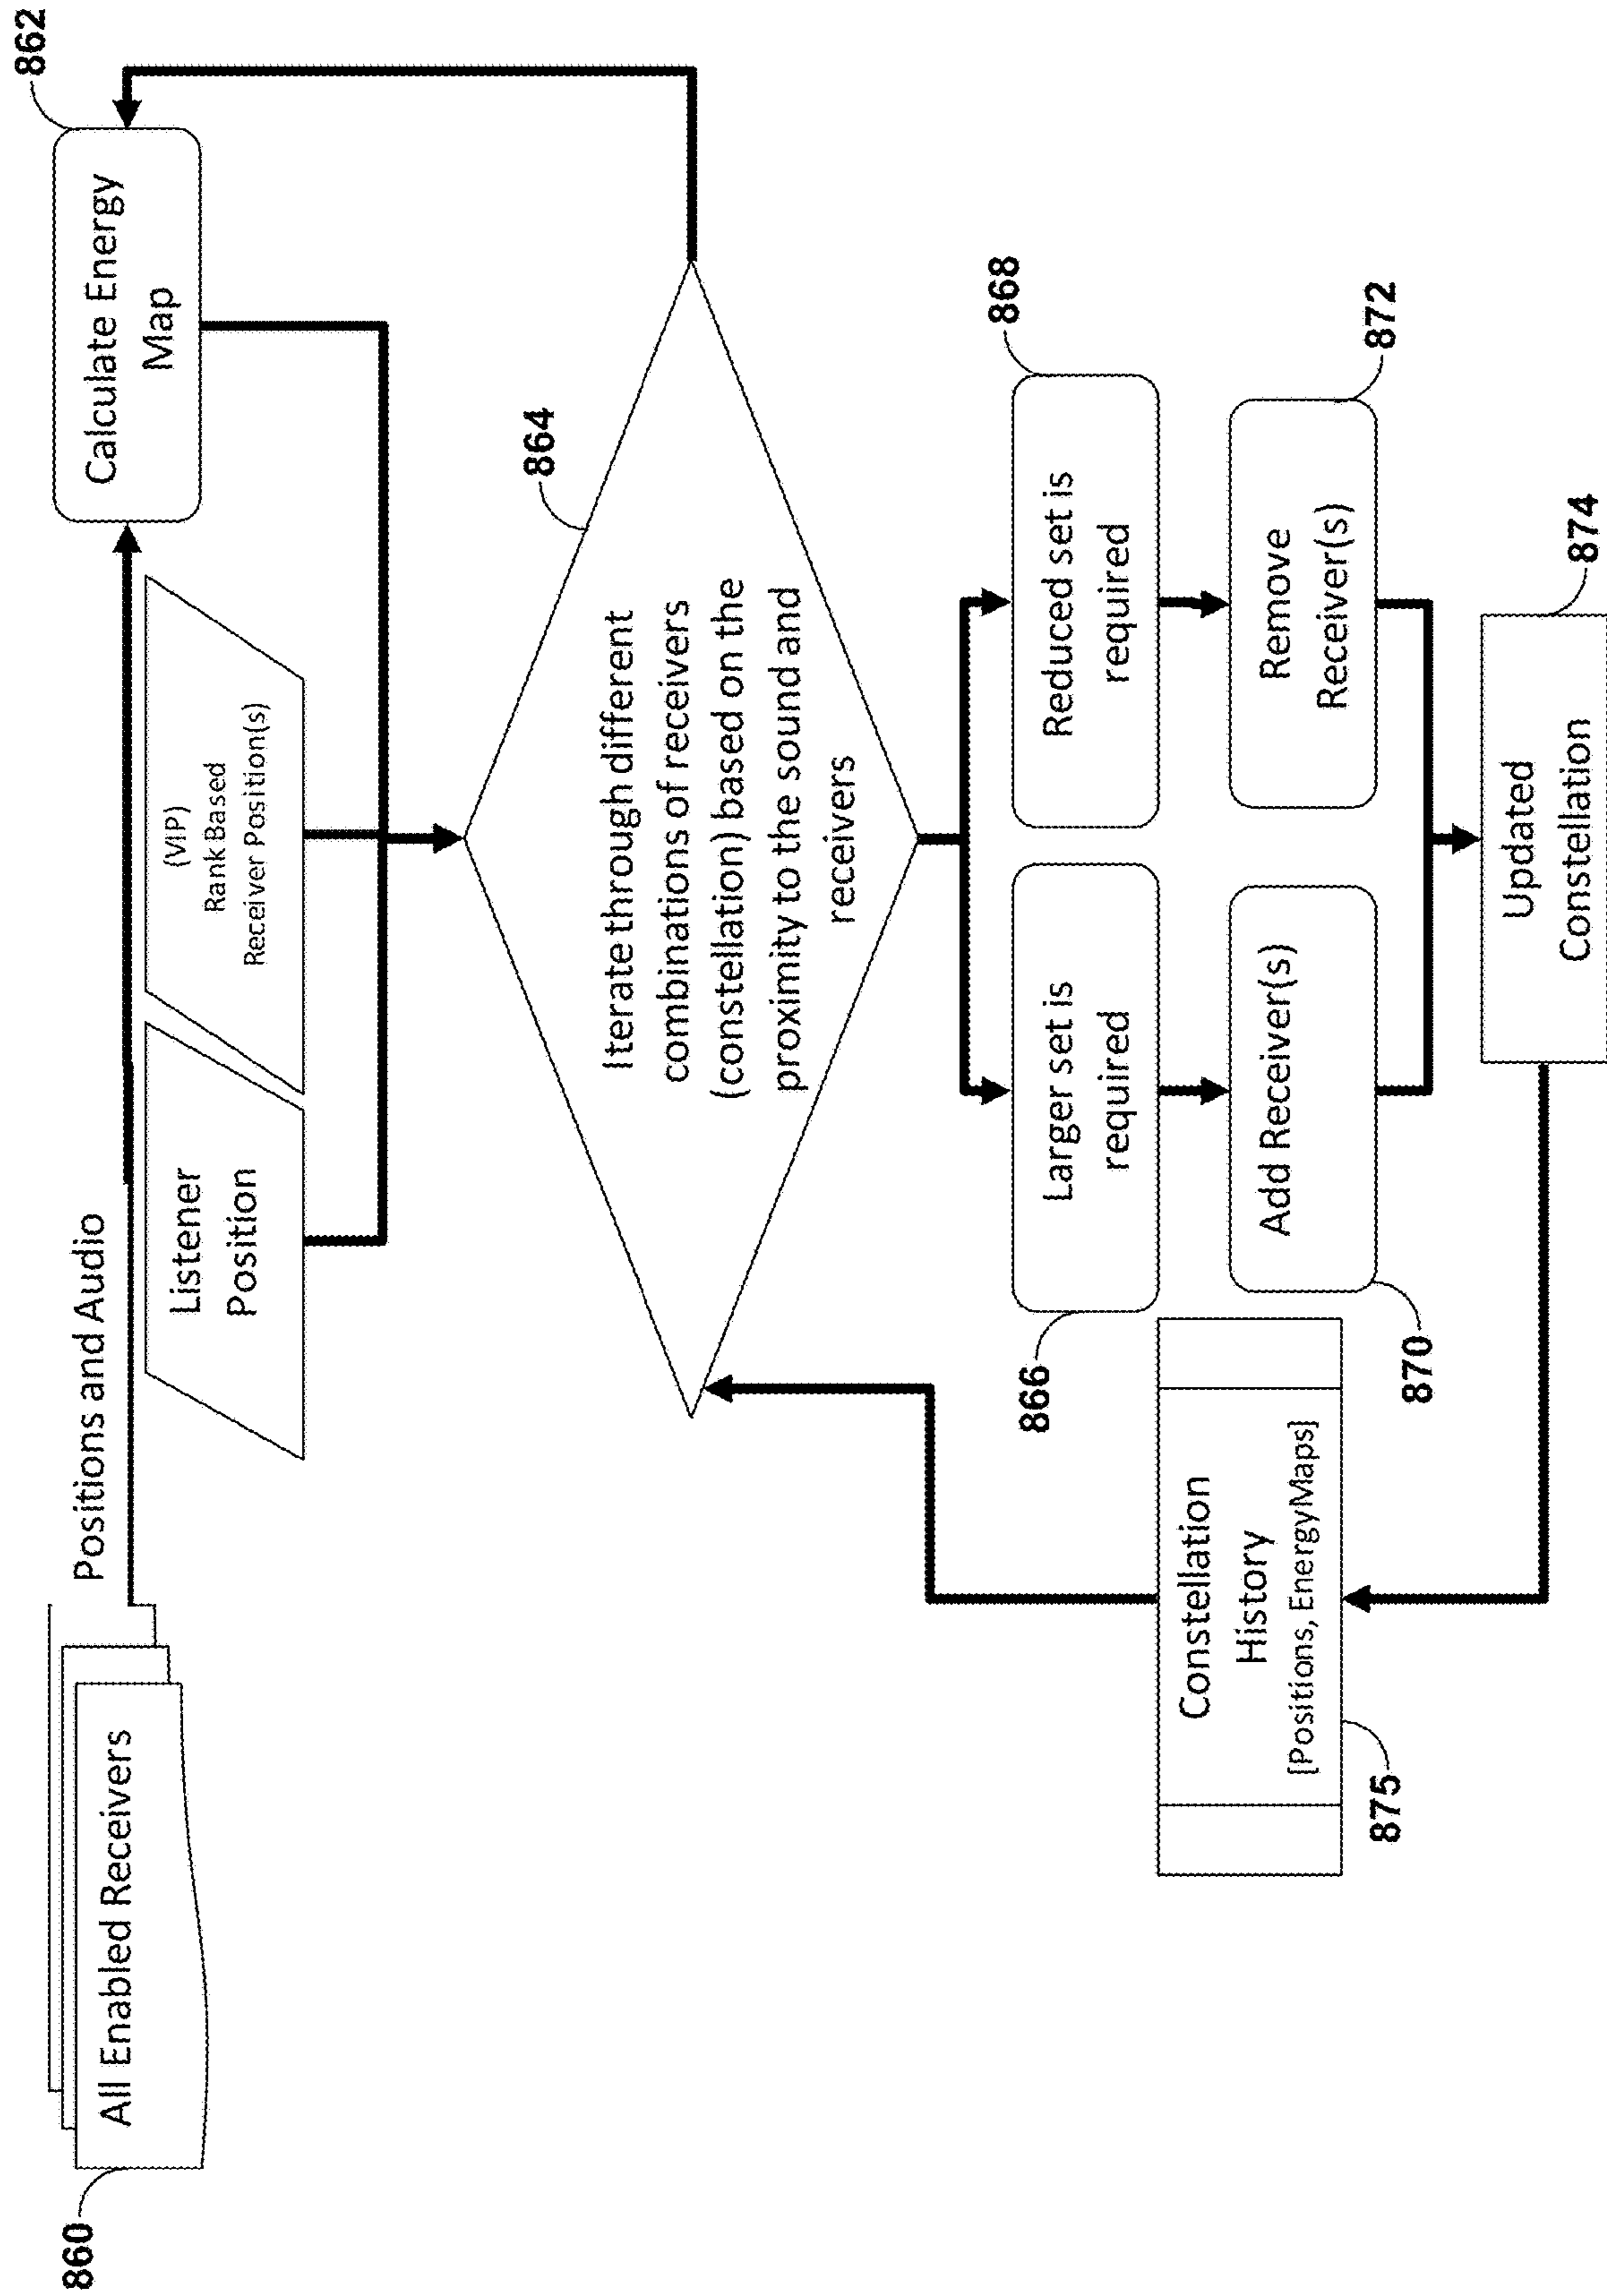 860
All Enabled Receivers
Positions and Audio
Listener
Position
(VIP)
Rank Based
Receiver Position(s)
862
Calculate Energy
Map
864
Iterate through different
combinations of receivers
(constellation) based on the
proximity to the sound and
receivers
866
Larger set is
required
868
Reduced set is
required
870
Add Receiver(s)
872
Remove
Receiver(s)
Constellation
History
[Positions, EnergyMaps]
875
874
Updated
Constellation